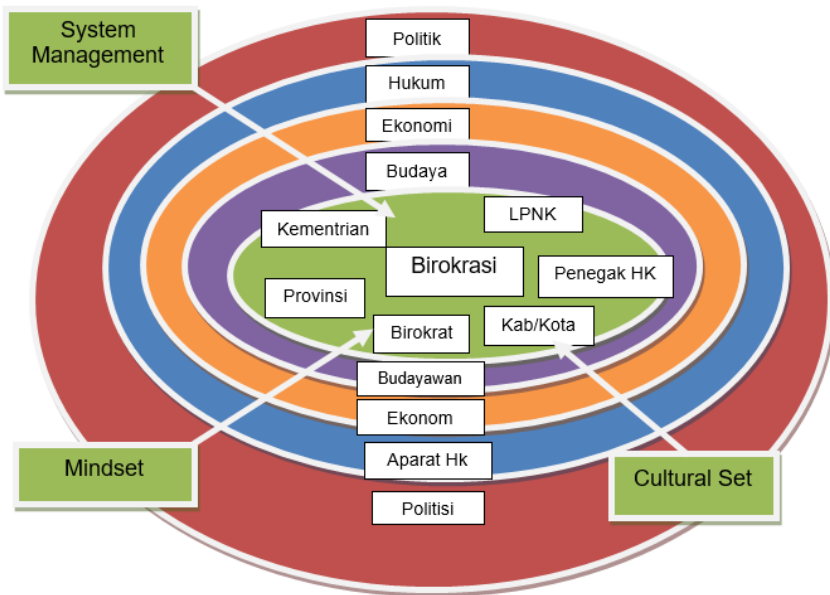 System
Management
Politik
Hukum
Ekonomi
Budaya
LPNK
Kementrian
Birokrasi
Penegak HK
Provinsi
Kab/Kota
Birokrat
Budayawan
Ekonom
Mindset
Aparat Hk
Cultural Set
Politisi